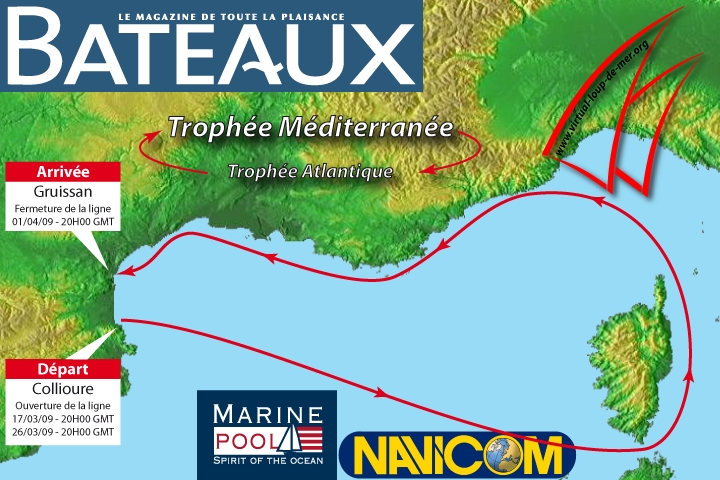 LE MAGAZINE DE TOUTE LA PLAISANCE
BATEAUX
www.virtual-loup-de-mer.org
Trophée Méditerranée
Trophée Atlantique
Arrivée
Gruissan
Fermeture de la ligne
01/04/09 - 20H00 GMT
Départ
Collioure
Ouverture de la ligne
17/03/09 - 20H00 GMT
26/03/09 - 20H00 GMT
MARINE
POOL
SPIRIT OF THE OCEAN
NAVICOM